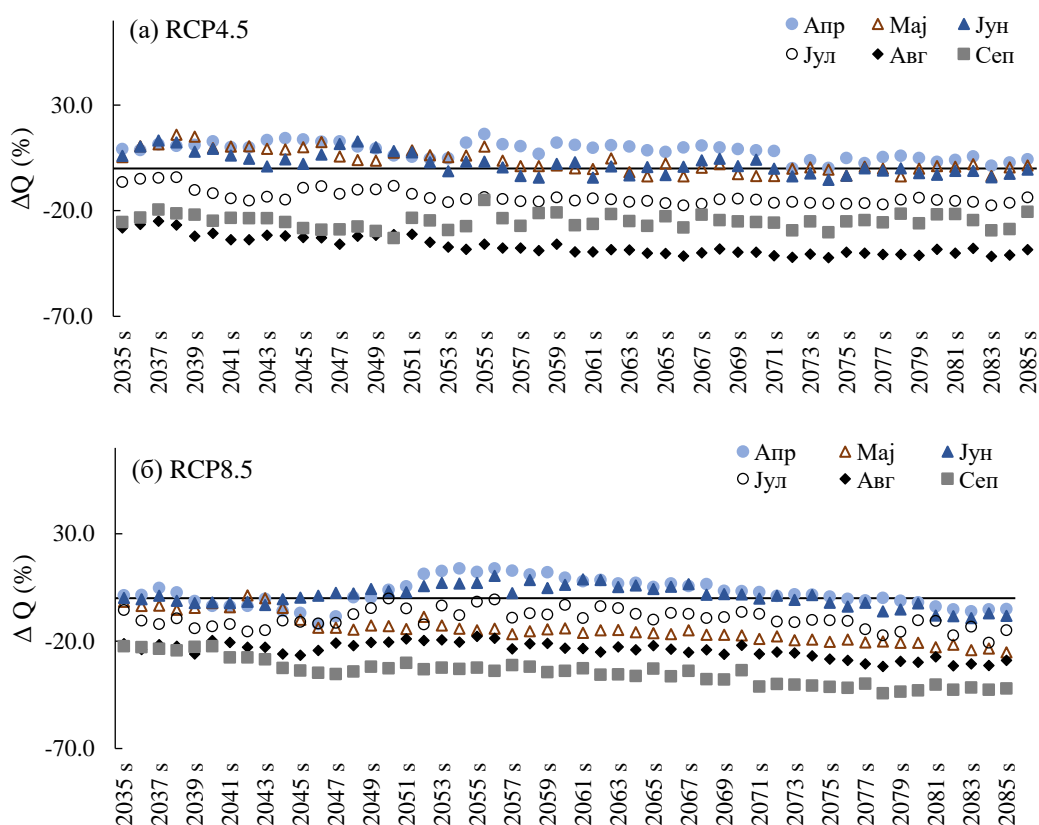 (а) RCP4.5
Апр Мај Јун
Јул Авг Сеп
30.0
-20.0
-70.0
ΔQ (%)
2035 s 2037 s 2039 s 2041 s 2043 s 2045 s 2047 s 2049 s 2051 s 2053 s 2055 s 2057 s 2059 s 2061 s 2063 s 2065 s 2067 s 2069 s 2071 s 2073 s 2075 s 2077 s 2079 s 2081 s 2083 s 2085 s
(б) RCP8.5
Апр Мај Јун
Јул Авг Сеп
30.0
-20.0
-70.0
Δ Q (%)
2035 s 2037 s 2039 s 2041 s 2043 s 2045 s 2047 s 2049 s 2051 s 2053 s 2055 s 2057 s 2059 s 2061 s 2063 s 2065 s 2067 s 2069 s 2071 s 2073 s 2075 s 2077 s 2079 s 2081 s 2083 s 2085 s